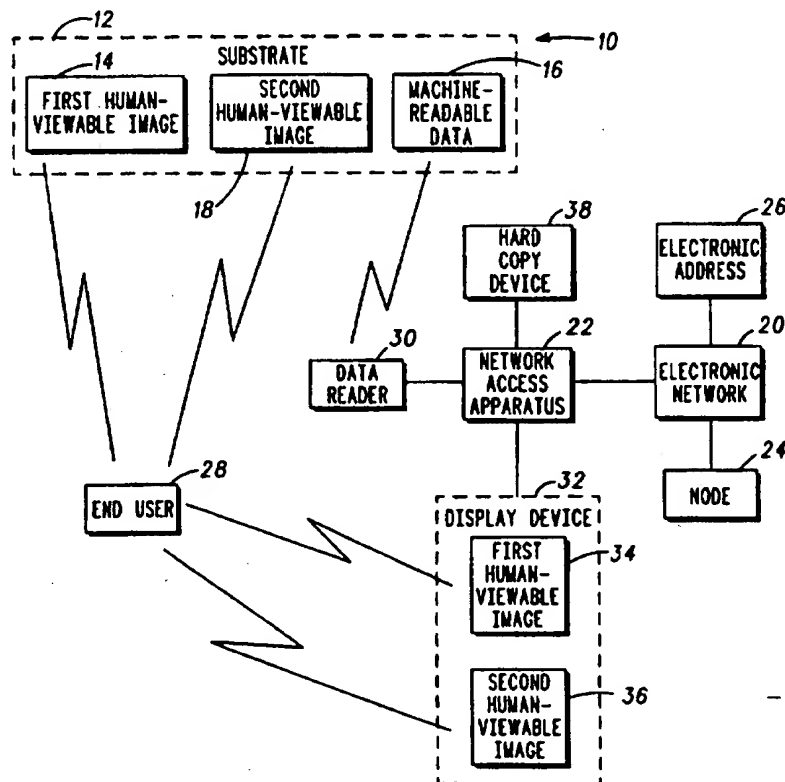 12
10
SUBSTRATE
14
16
FIRST HUMAN-
VIEWABLE IMAGE
SECOND
HUMAN-VIEWABLE
IMAGE
MACHINE-
READABLE
DATA
18
38
26
HARD
COPY
DEVICE
ELECTRONIC
ADDRESS
30
22
20
DATA
READER
NETWORK
ACCESS
APPARATUS
ELECTRONIC
NETWORK
28
32
24
END USER
NODE
DISPLAY DEVICE
34
FIRST
HUMAN-
VIEWABLE
IMAGE
36
SECOND
HUMAN-
VIEWABLE
IMAGE